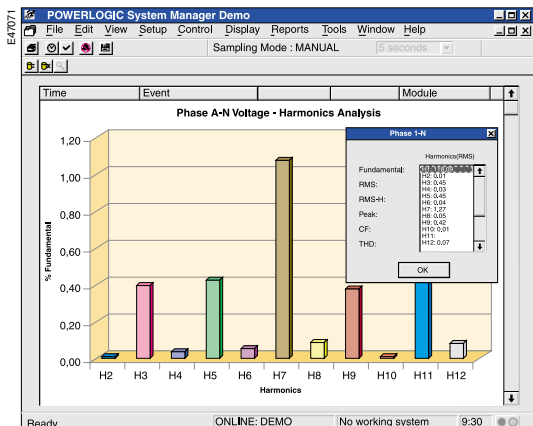 E47071
POWERLOGIC System Manager Demo
File Edit View Setup Control Display Reports Tools Window Help
Sampling Mode : MANUAL 5 seconds
Time Event Module
Phase A-N Voltage - Harmonics Analysis
Phase 1-N
Harmonics(RMS)
Fundamental:
RMS:
RMS-H:
Peak:
CF:
THD:
H2: 0.01
H3: 0,45
H4: 0,03
H5: 0,45
H6: 0,04
H7: 1,27
H8: 0,05
H9: 0,42
H10: 0,01
H11:
H12: 0,07
OK
% Fundamental
1,20
1,00
0,80
0,60
0,40
0,20
0,00
H2 H3 H4 H5 H6 H7 H8 H9 H10 H11 H12
Harmonics
Ready ONLINE: DEMO No working system 9:30